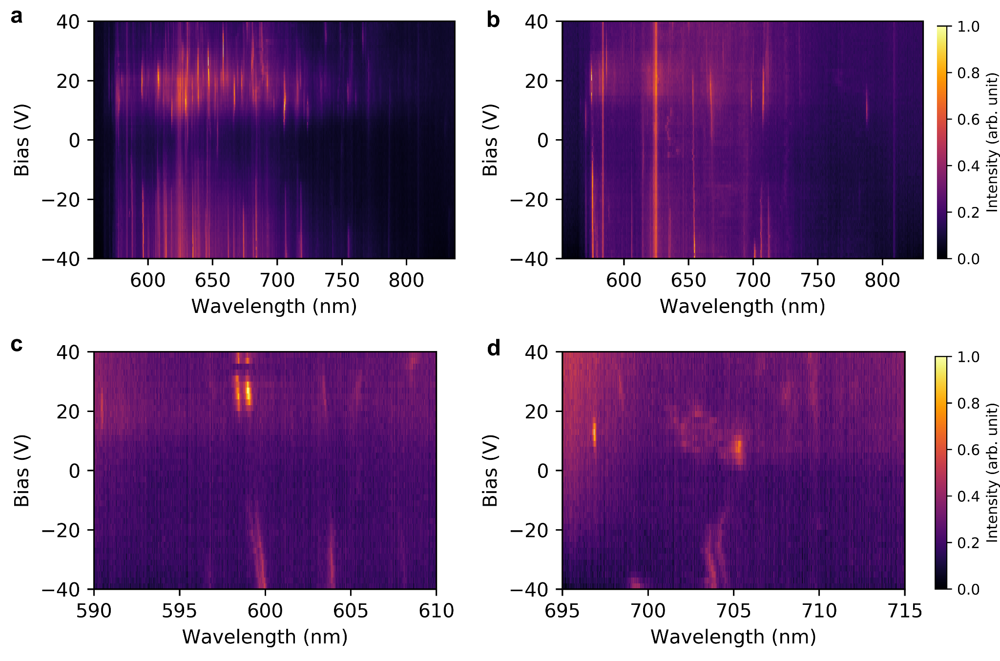 a
40
20
0
−20
−40
Bias (V)
600 650 700 750 800
Wavelength (nm)
b
40
20
0
−20
−40
Bias (V)
600 650 700 750 800
Wavelength (nm)
1.0
0.8
0.6
0.4
0.2
0.0
Intensity (arb. unit)
c
40
20
0
−20
−40
Bias (V)
590 595 600 605 610
Wavelength (nm)
d
40
20
0
−20
−40
Bias (V)
695 700 705 710 715
Wavelength (nm)
1.0
0.8
0.6
0.4
0.2
0.0
Intensity (arb. unit)